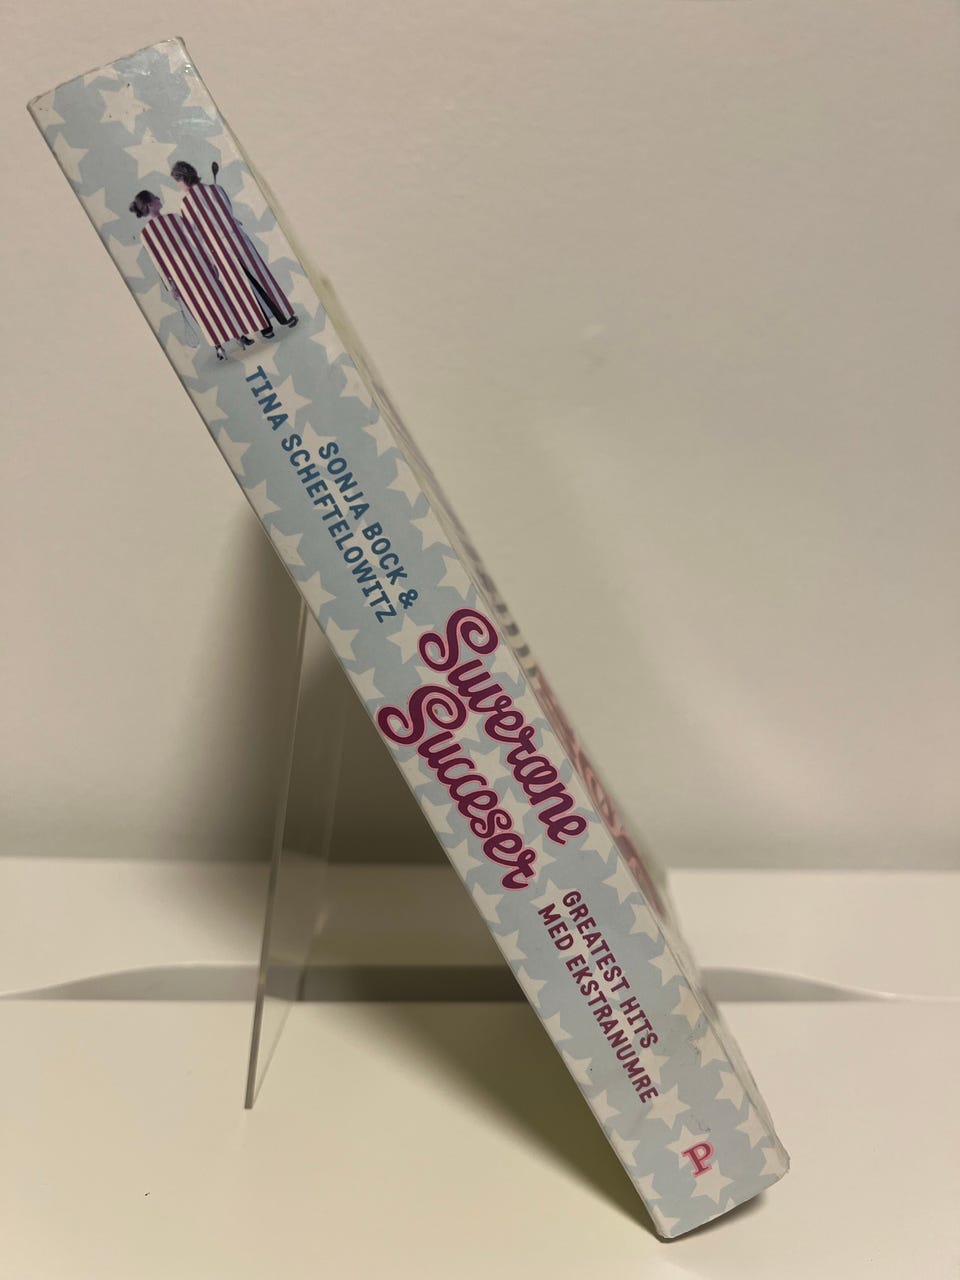 SONJA BOCK &
TINA SCHEFTELOWITZ
Suveræne
Succeser
GREATEST HITS
MED EKSTRANUMRE
P